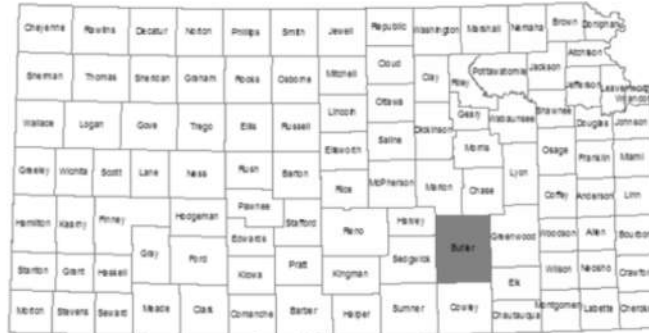 Cheyenne Rawlins Decatur Norton Phillips Smith Jewell Republic Washington Marshall Nemaha Brown Doniphan
Sherman Thomas Sheridan Graham Rooks Osborne Mitchell Cloud Clay Riley Pottawatomie Jackson Atchison
Jefferson Leavenworth Wyandotte
Wallace Logan Gove Trego Ellis Russell Lincoln Ottawa Dickinson Geary Wabaunsee Shawnee Douglas Johnson
Saline Ellsworth Morris
Greeley Wichita Scott Lane Ness Rush Barton Rice McPherson Marion Chase Lyon Osage Franklin Miami
Pawnee Coffey Anderson Linn
Hamilton Kearny Finney Hodgeman Stafford Reno Harvey
Edwards Butler Greenwood Woodson Allen Bourbon
Gray Ford Pratt Sedgwick
Stanton Grant Haskell Kiowa Kingman Elk Wilson Neosho Crawford
Morton Stevens Seward Meade Clark Comanche Barber Harper Sumner Cowley Chautauqua Montgomery Labette Cherokee